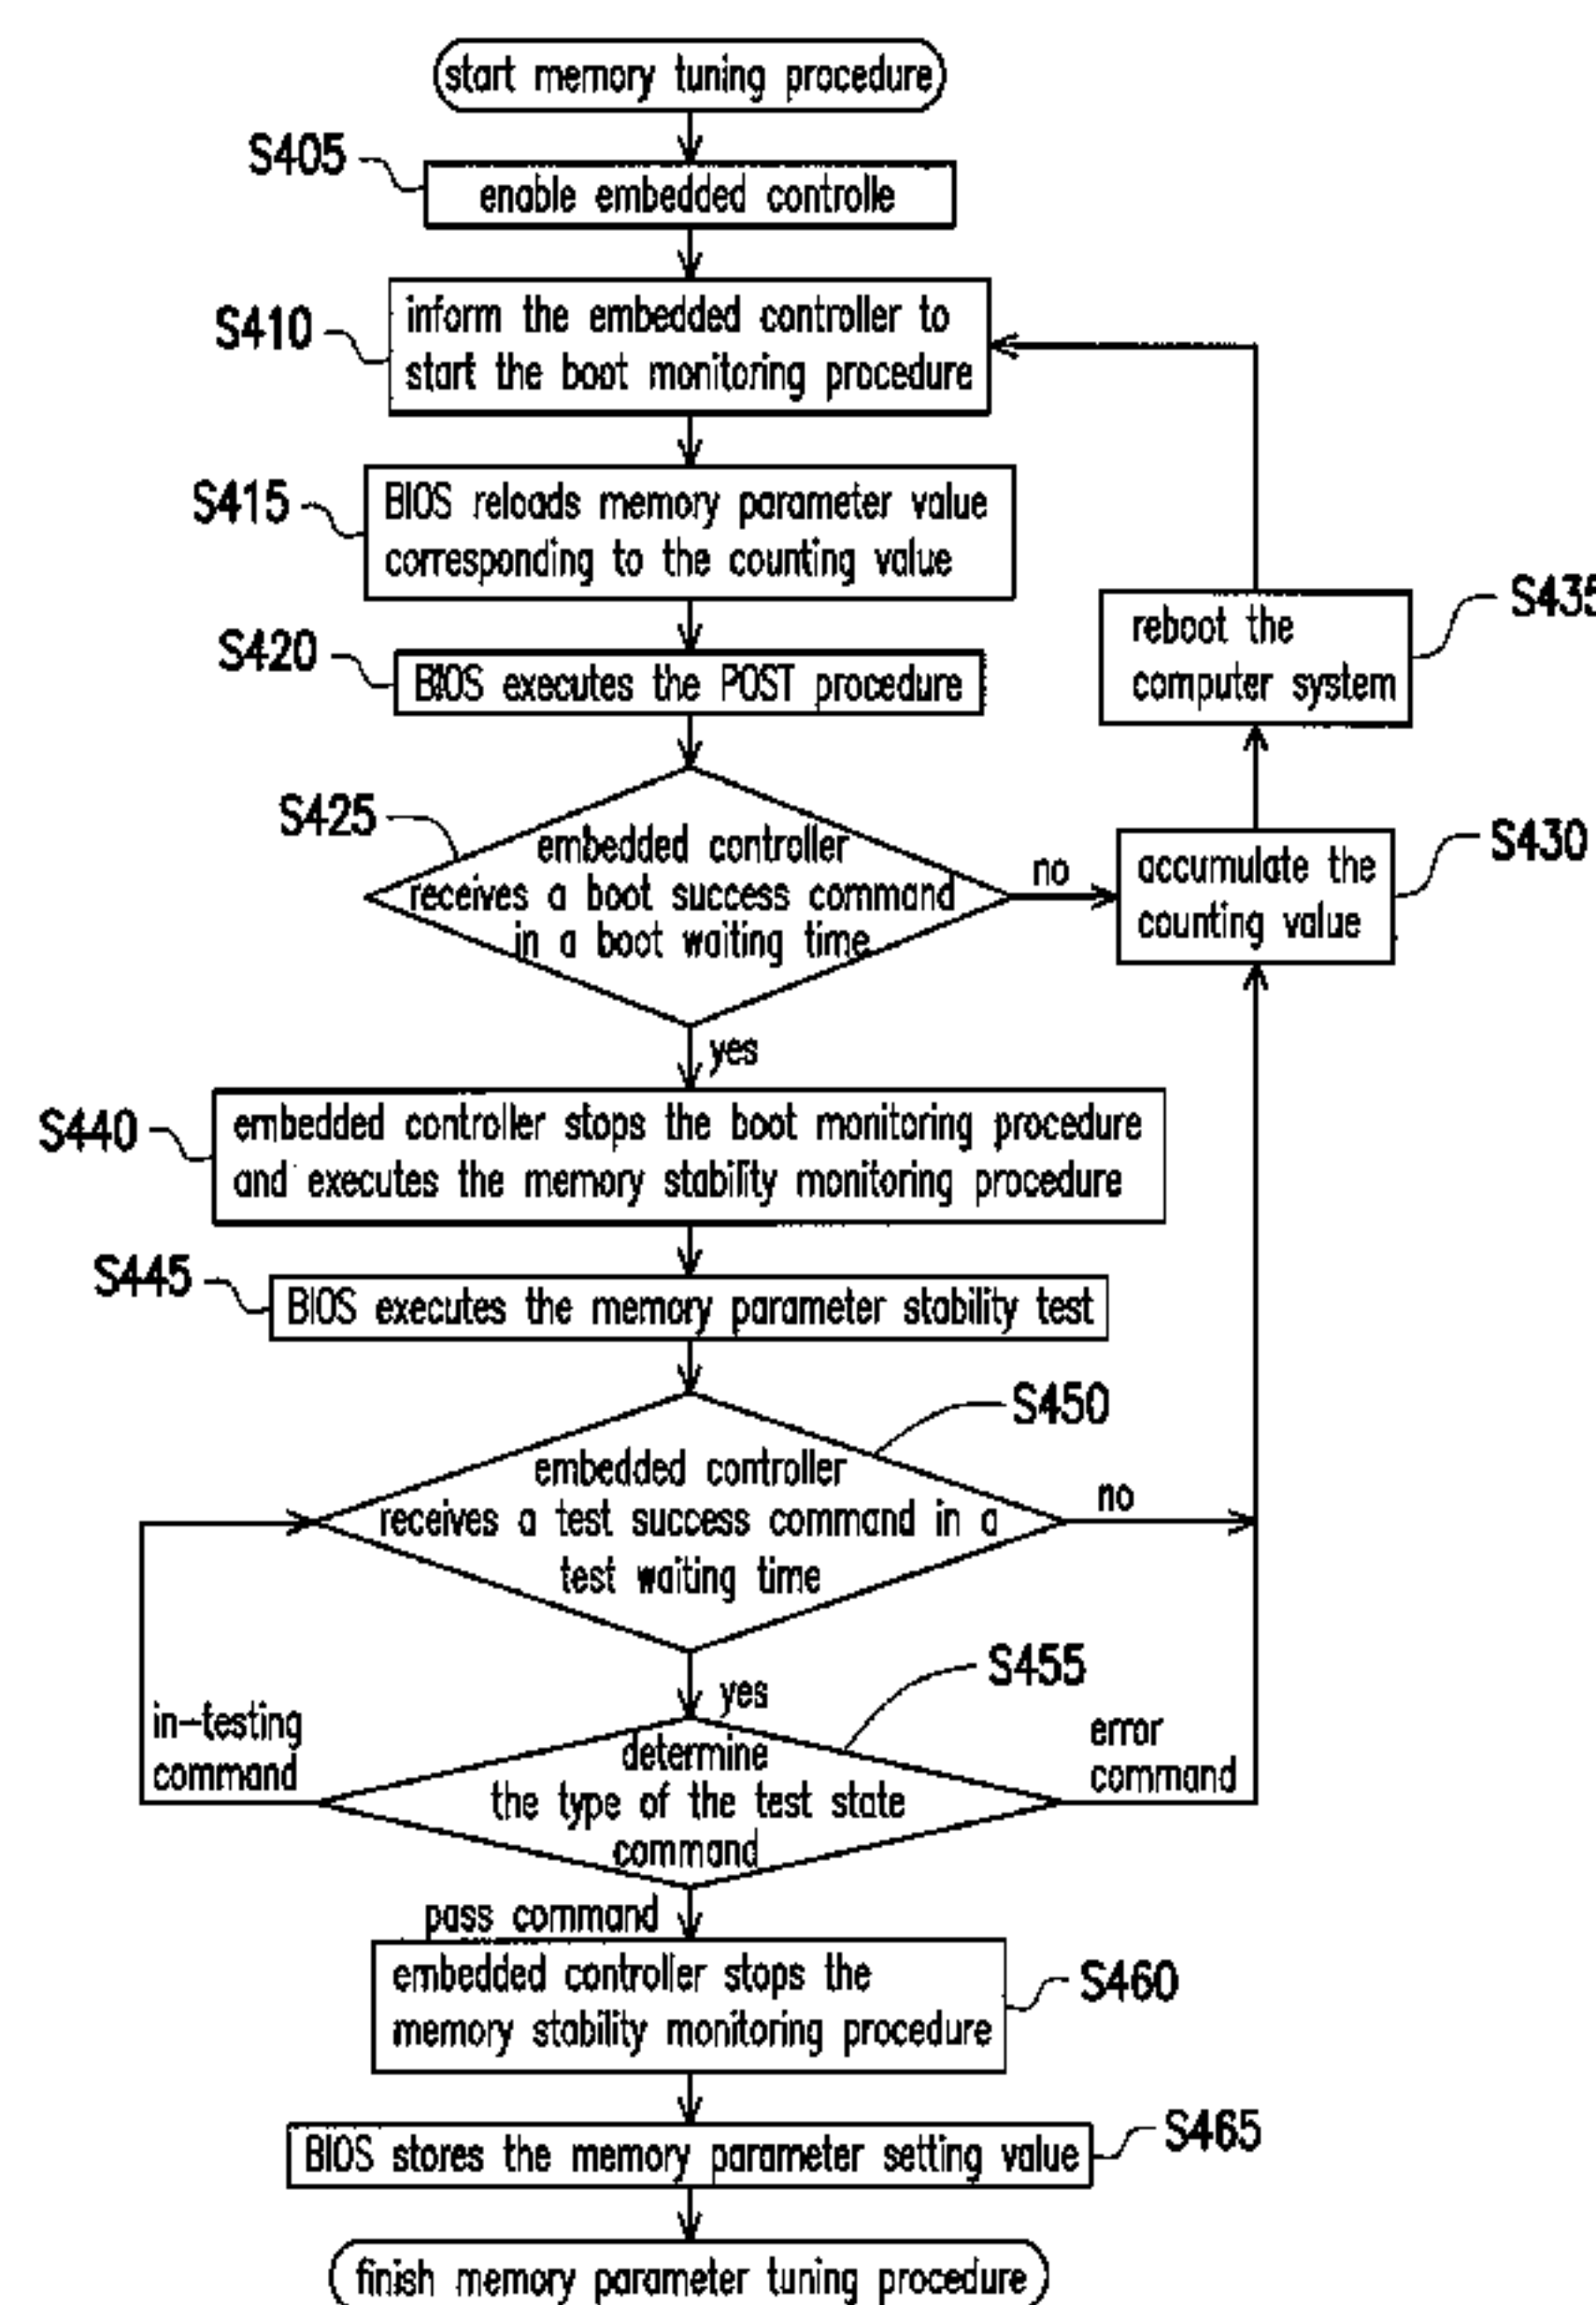 start memory tuning procedure
S405
enable embedded controlle
S410
inform the embedded controller to
start the boot monitoring procedure
S415
BIOS reloads memory parameter value
corresponding to the counting value
S420
BIOS executes the POST procedure
S435
reboot the
computer system
S425
embedded controller
receives a boot success command
in a boot waiting time
no
S430
accumulate the
counting value
yes
S440
embedded controller stops the boot monitoring procedure
and executes the memory stability monitoring procedure
S445
BIOS executes the memory parameter stability test
S450
embedded controller
receives a test success command in a
test waiting time
no
yes
S455
determine
the type of the test state
command
in-testing
command
error
command
pass command
S460
embedded controller stops the
memory stability monitoring procedure
S465
BIOS stores the memory parameter setting value
finish memory parameter tuning procedure